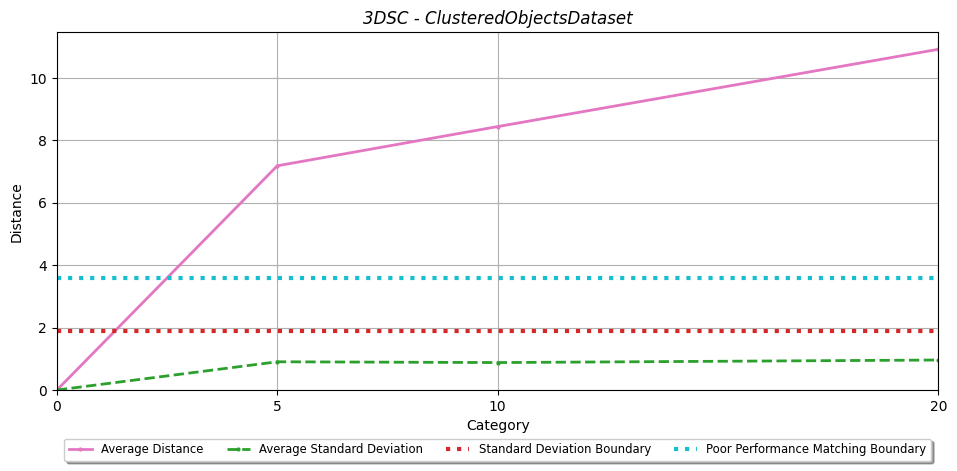 3DSC - ClusteredObjectsDataset
10
8
6
4
2
0
Distance
0 5 10 20
Category
Average Distance Average Standard Deviation Standard Deviation Boundary Poor Performance Matching Boundary